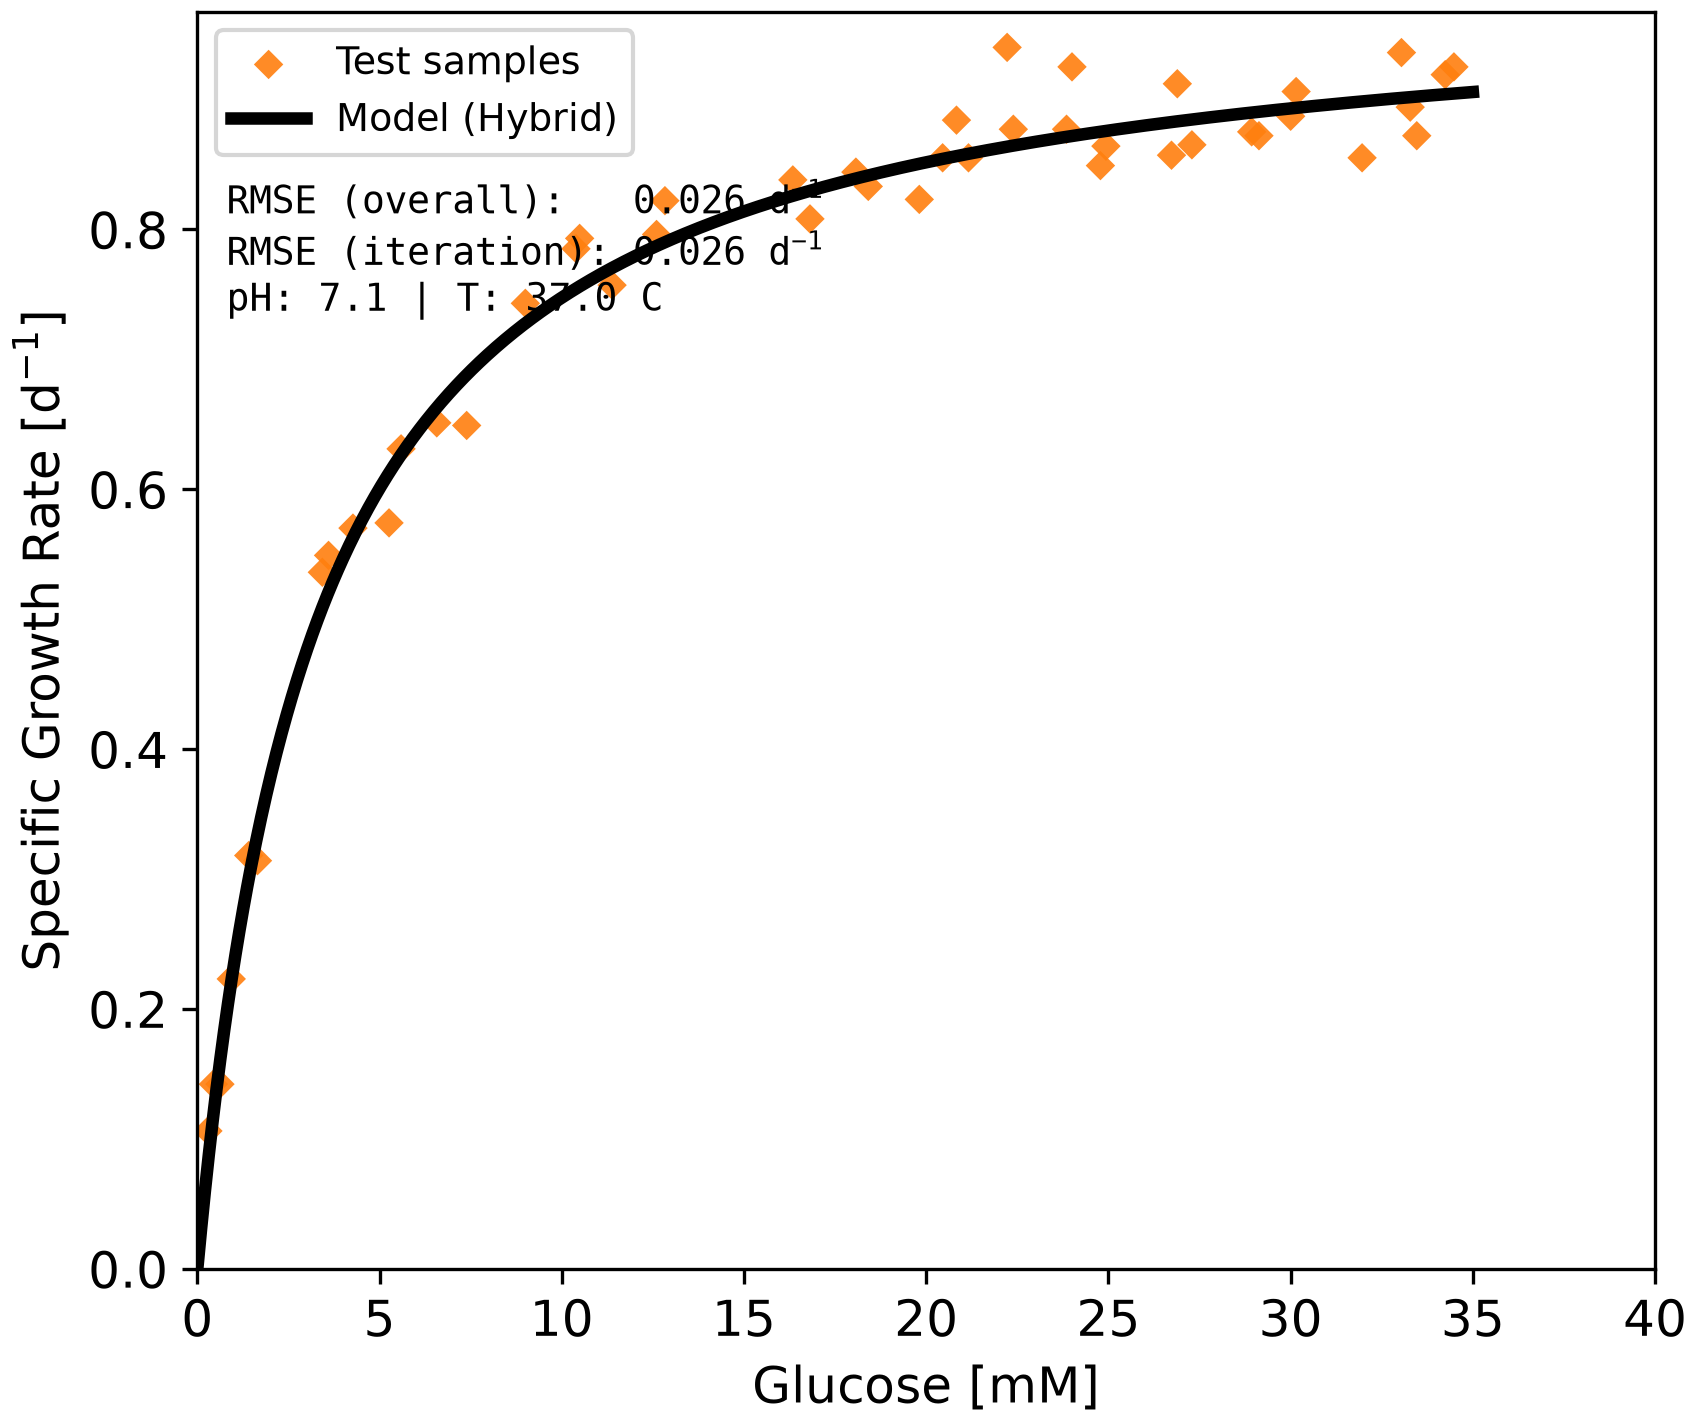 Test samples
Model (Hybrid)
RMSE (overall):   0.026 d⁻¹
RMSE (iteration): 0.026 d⁻¹
pH: 7.1 | T: 37.0 C
0.8
0.6
0.4
0.2
0.0
Specific Growth Rate [d⁻¹]
0 5 10 15 20 25 30 35 40
Glucose [mM]